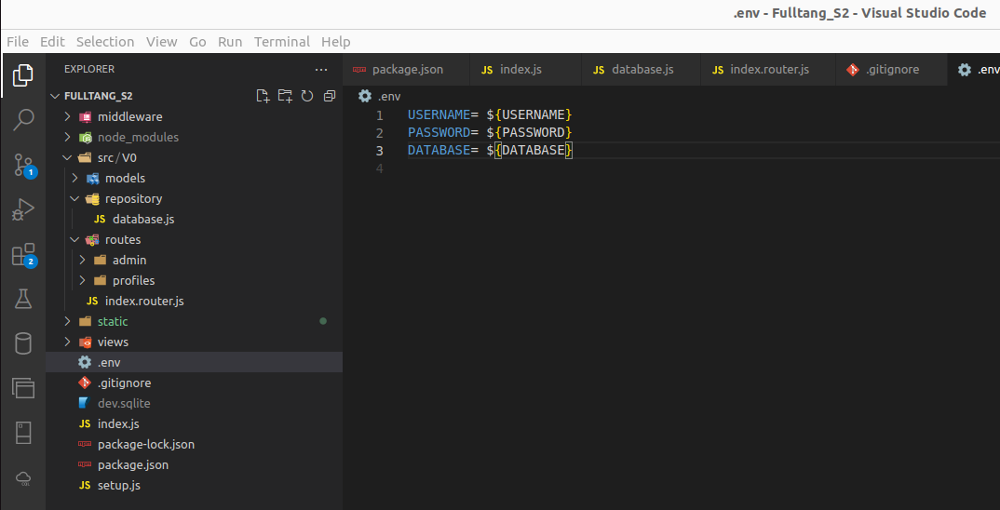 .env - Fulltang_S2 - Visual Studio Code
File Edit Selection View Go Run Terminal Help
EXPLORER ...
package.json
JS index.js
JS database.js
JS index.router.js
.gitignore
.env
FULLTANG_S2
middleware
node_modules
src / V0
models
repository
JS database.js
routes
admin
profiles
JS index.router.js
static
views
.env
.gitignore
dev.sqlite
JS index.js
package-lock.json
package.json
JS setup.js
1
2
.env
1 USERNAME= ${USERNAME}
2 PASSWORD= ${PASSWORD}
3 DATABASE= ${DATABASE}
4